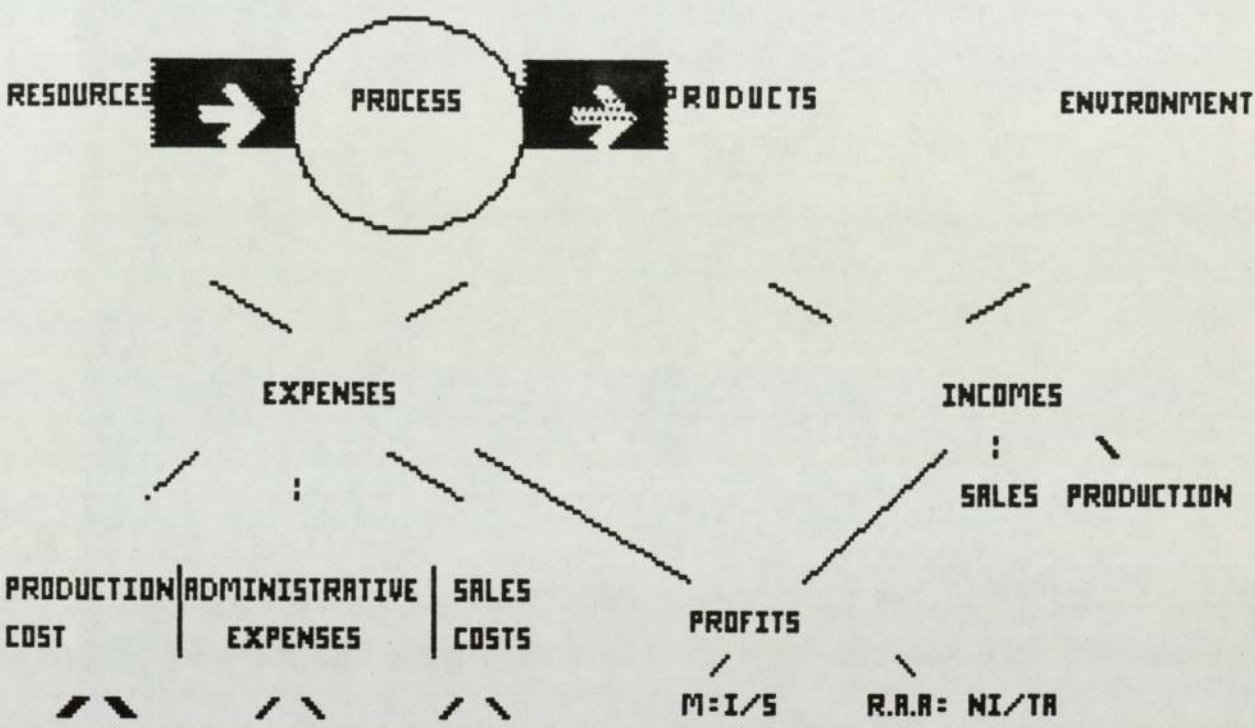 RESOURCES PROCESS PRODUCTS ENVIRONMENT
EXPENSES INCOMES
SALES PRODUCTION
PRODUCTION ADMINISTRATIVE SALES
COST EXPENSES COSTS
PROFITS
M=I/S R.A.A= NI/TA